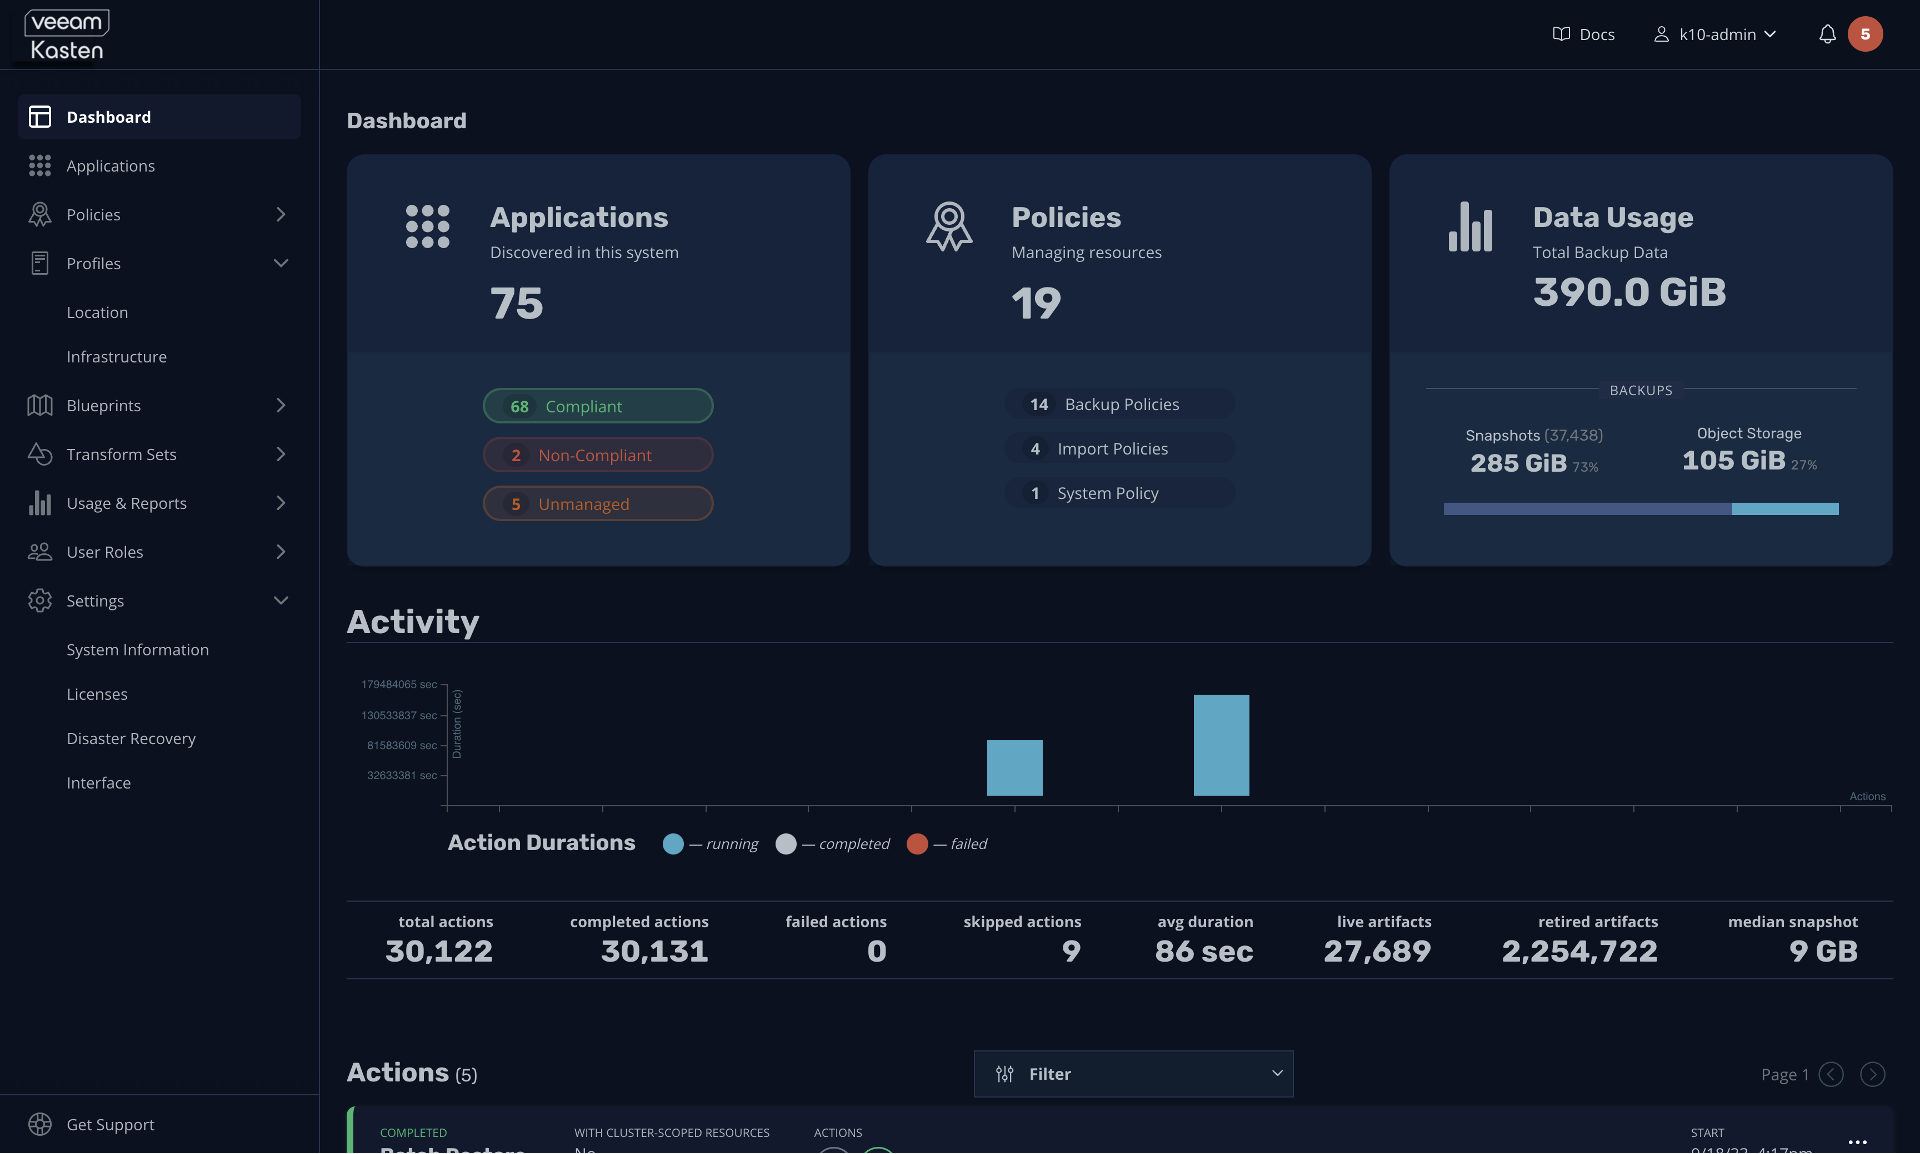 veeam
Kasten
Docs
k10-admin
5
Dashboard
Applications
Policies
Profiles
Location
Infrastructure
Blueprints
Transform Sets
Usage & Reports
User Roles
Settings
System Information
Licenses
Disaster Recovery
Interface
Get Support
Dashboard
Applications
Discovered in this system
75
68 Compliant
2 Non-Compliant
5 Unmanaged
Policies
Managing resources
19
14 Backup Policies
4 Import Policies
1 System Policy
Data Usage
Total Backup Data
390.0 GiB
BACKUPS
Snapshots (37,438)
285 GiB 73%
Object Storage
105 GiB 27%
Activity
179484065 sec
130533837 sec
81583609 sec
32633381 sec
Duration (sec)
Actions
Action Durations — running — completed — failed
total actions
30,122
completed actions
30,131
failed actions
0
skipped actions
9
avg duration
86 sec
live artifacts
27,689
retired artifacts
2,254,722
median snapshot
9 GB
Actions (5)
Filter
Page 1
COMPLETED
WITH CLUSTER-SCOPED RESOURCES
ACTIONS
START